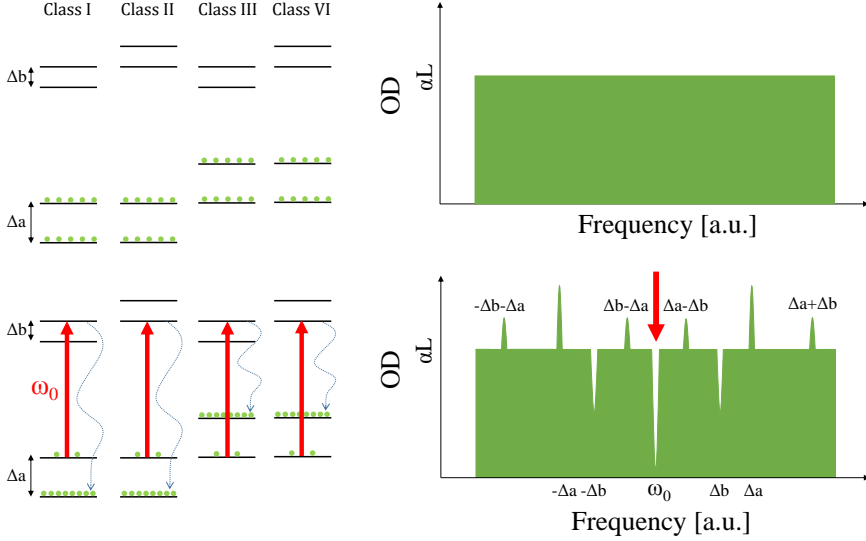 Class I Class II Class III Class VI
Δb
Δa
Δb
ω₀
Δa
OD
αL
Frequency [a.u.]
-Δb-Δa Δb-Δa Δa-Δb Δa+Δb
OD
αL
-Δa -Δb ω₀ Δb Δa
Frequency [a.u.]